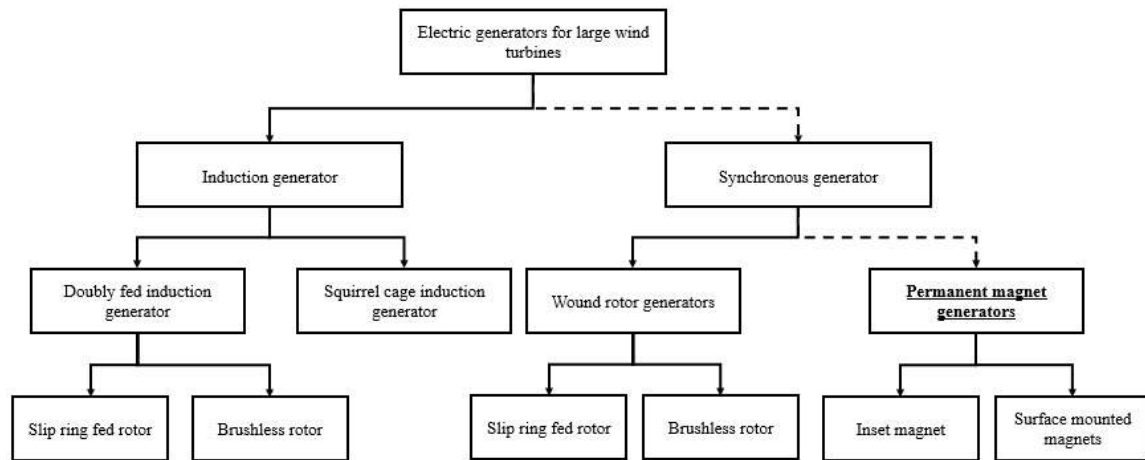 Electric generators for large wind
turbines
Induction generator
Synchronous generator
Doubly fed induction
generator
Squirrel cage induction
generator
Wound rotor generators
Permanent magnet
generators
Slip ring fed rotor
Brushless rotor
Slip ring fed rotor
Brushless rotor
Inset magnet
Surface mounted
magnets